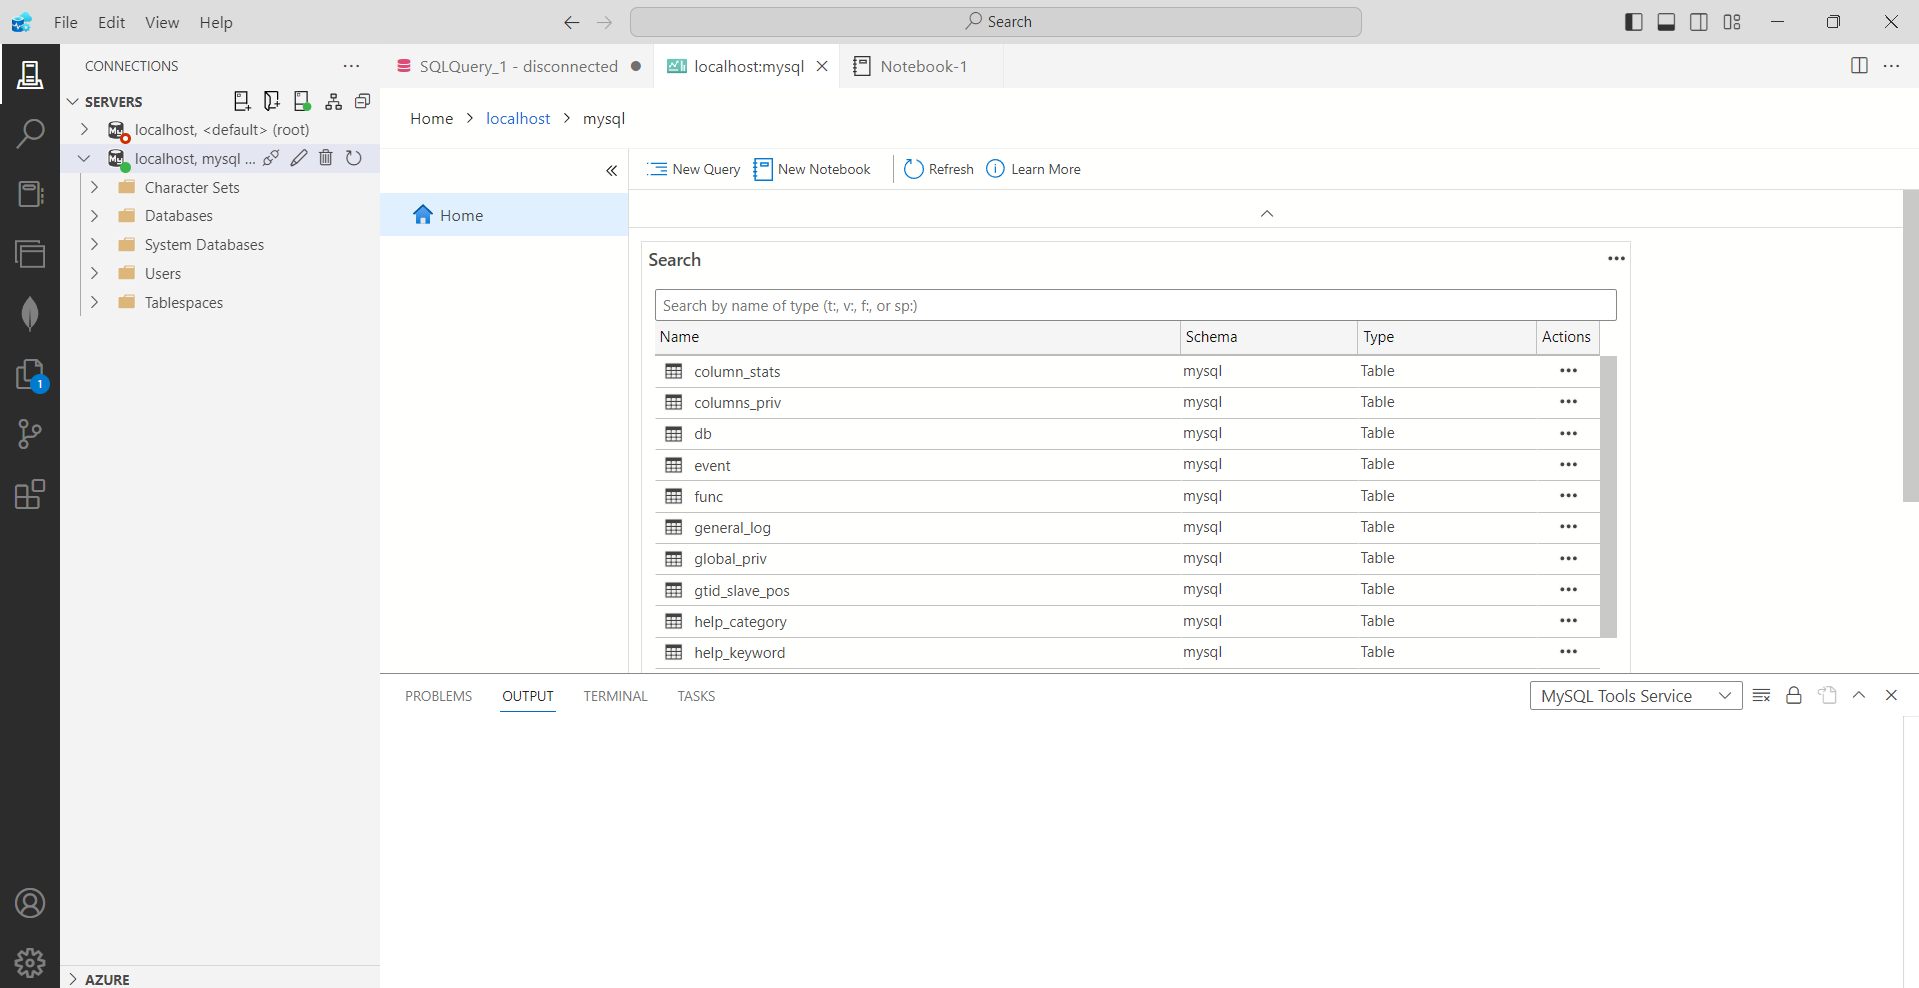 File Edit View Help
Search
CONNECTIONS
SERVERS
localhost, <default> (root)
localhost, mysql ...
Character Sets
Databases
System Databases
Users
Tablespaces
AZURE
1
SQLQuery_1 - disconnected
localhost:mysql
Notebook-1
Home > localhost > mysql
Home
New Query New Notebook Refresh Learn More
Search
Search by name of type (t:, v:, f:, or sp:)
Name Schema Type Actions
column_stats mysql Table
columns_priv mysql Table
db mysql Table
event mysql Table
func mysql Table
general_log mysql Table
global_priv mysql Table
gtid_slave_pos mysql Table
help_category mysql Table
help_keyword mysql Table
PROBLEMS OUTPUT TERMINAL TASKS
MySQL Tools Service